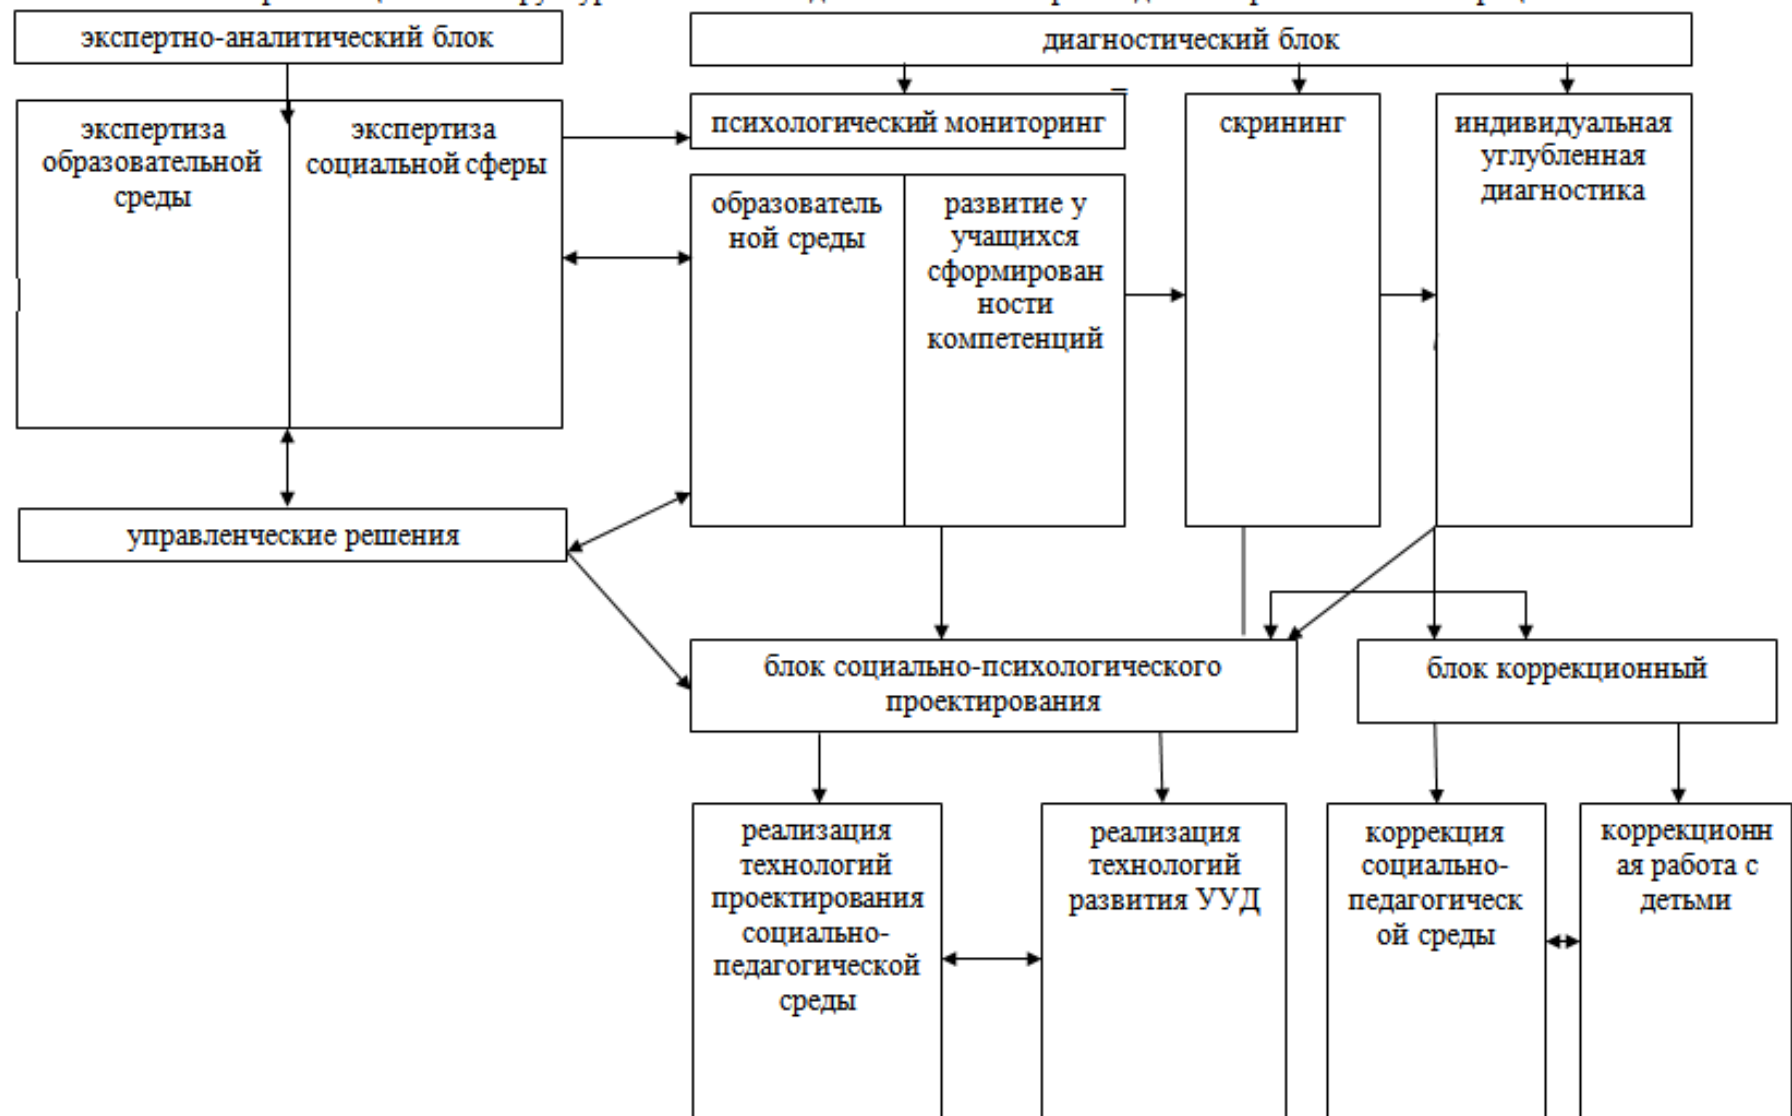 экспертно-аналитический блок
диагностический блок
экспертиза
образовательной
среды
экспертиза
социальной сферы
психологический мониторинг
скрининг
индивидуальная
углубленная
диагностика
образователь
ной среды
развитие у
учащихся
сформирован
ности
компетенций
управленческие решения
блок социально-психологического
проектирования
блок коррекционный
реализация
технологий
проектирования
социально-
педагогической
среды
реализация
технологий
развития УУД
коррекция
социально-
педагогическ
ой среды
коррекционн
ая работа с
детьми